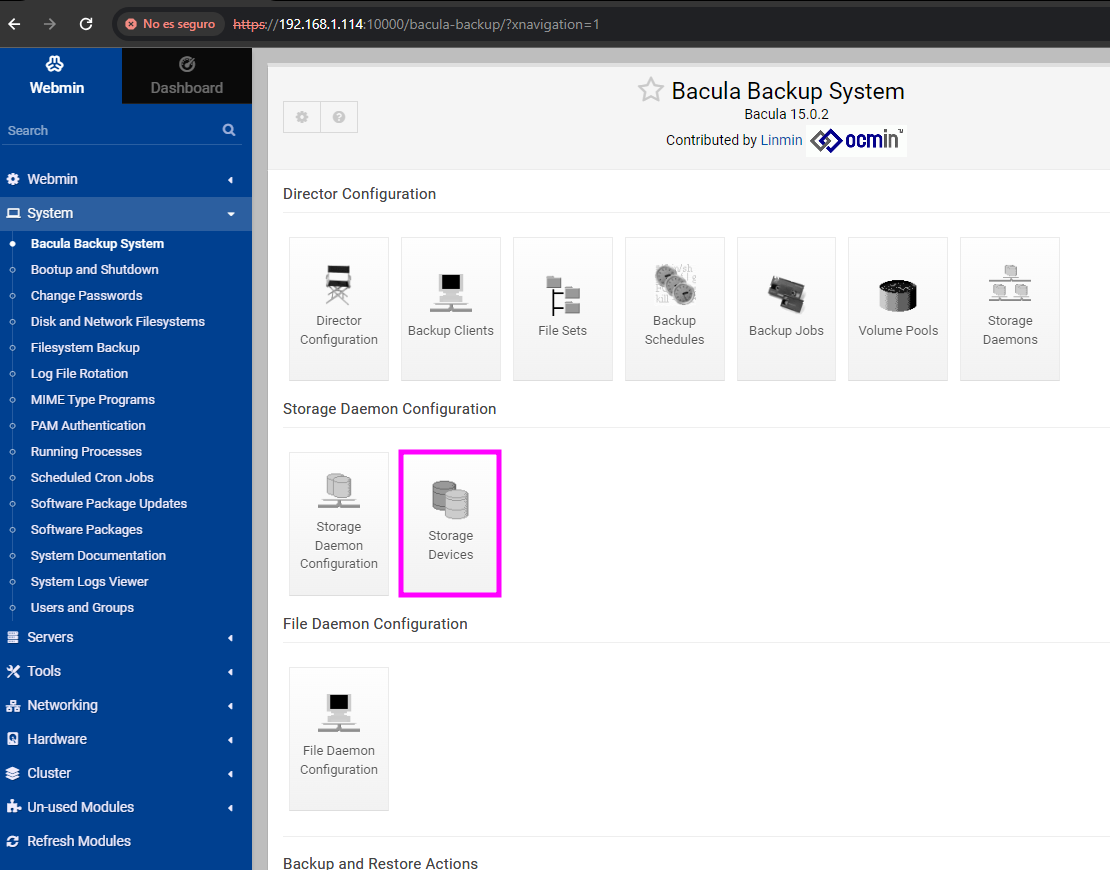 No es seguro https://192.168.1.114:10000/bacula-backup/?xnavigation=1
Webmin
Dashboard
Search
Webmin
System
Bacula Backup System
Bootup and Shutdown
Change Passwords
Disk and Network Filesystems
Filesystem Backup
Log File Rotation
MIME Type Programs
PAM Authentication
Running Processes
Scheduled Cron Jobs
Software Package Updates
Software Packages
System Documentation
System Logs Viewer
Users and Groups
Servers
Tools
Networking
Hardware
Cluster
Un-used Modules
Refresh Modules
Bacula Backup System
Bacula 15.0.2
Contributed by Linmin ocmin™
Director Configuration
Director
Configuration
Backup Clients
File Sets
Backup
Schedules
Backup Jobs
Volume Pools
Storage
Daemons
Storage Daemon Configuration
Storage
Daemon
Configuration
Storage
Devices
File Daemon Configuration
File Daemon
Configuration
Backup and Restore Actions